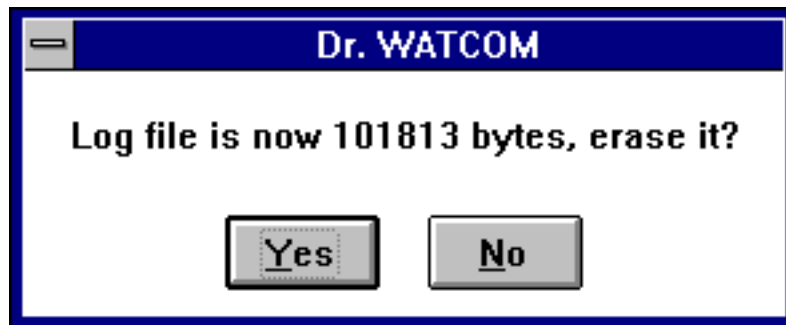 Dr. WATCOM
Log file is now 101813 bytes, erase it?
Yes No